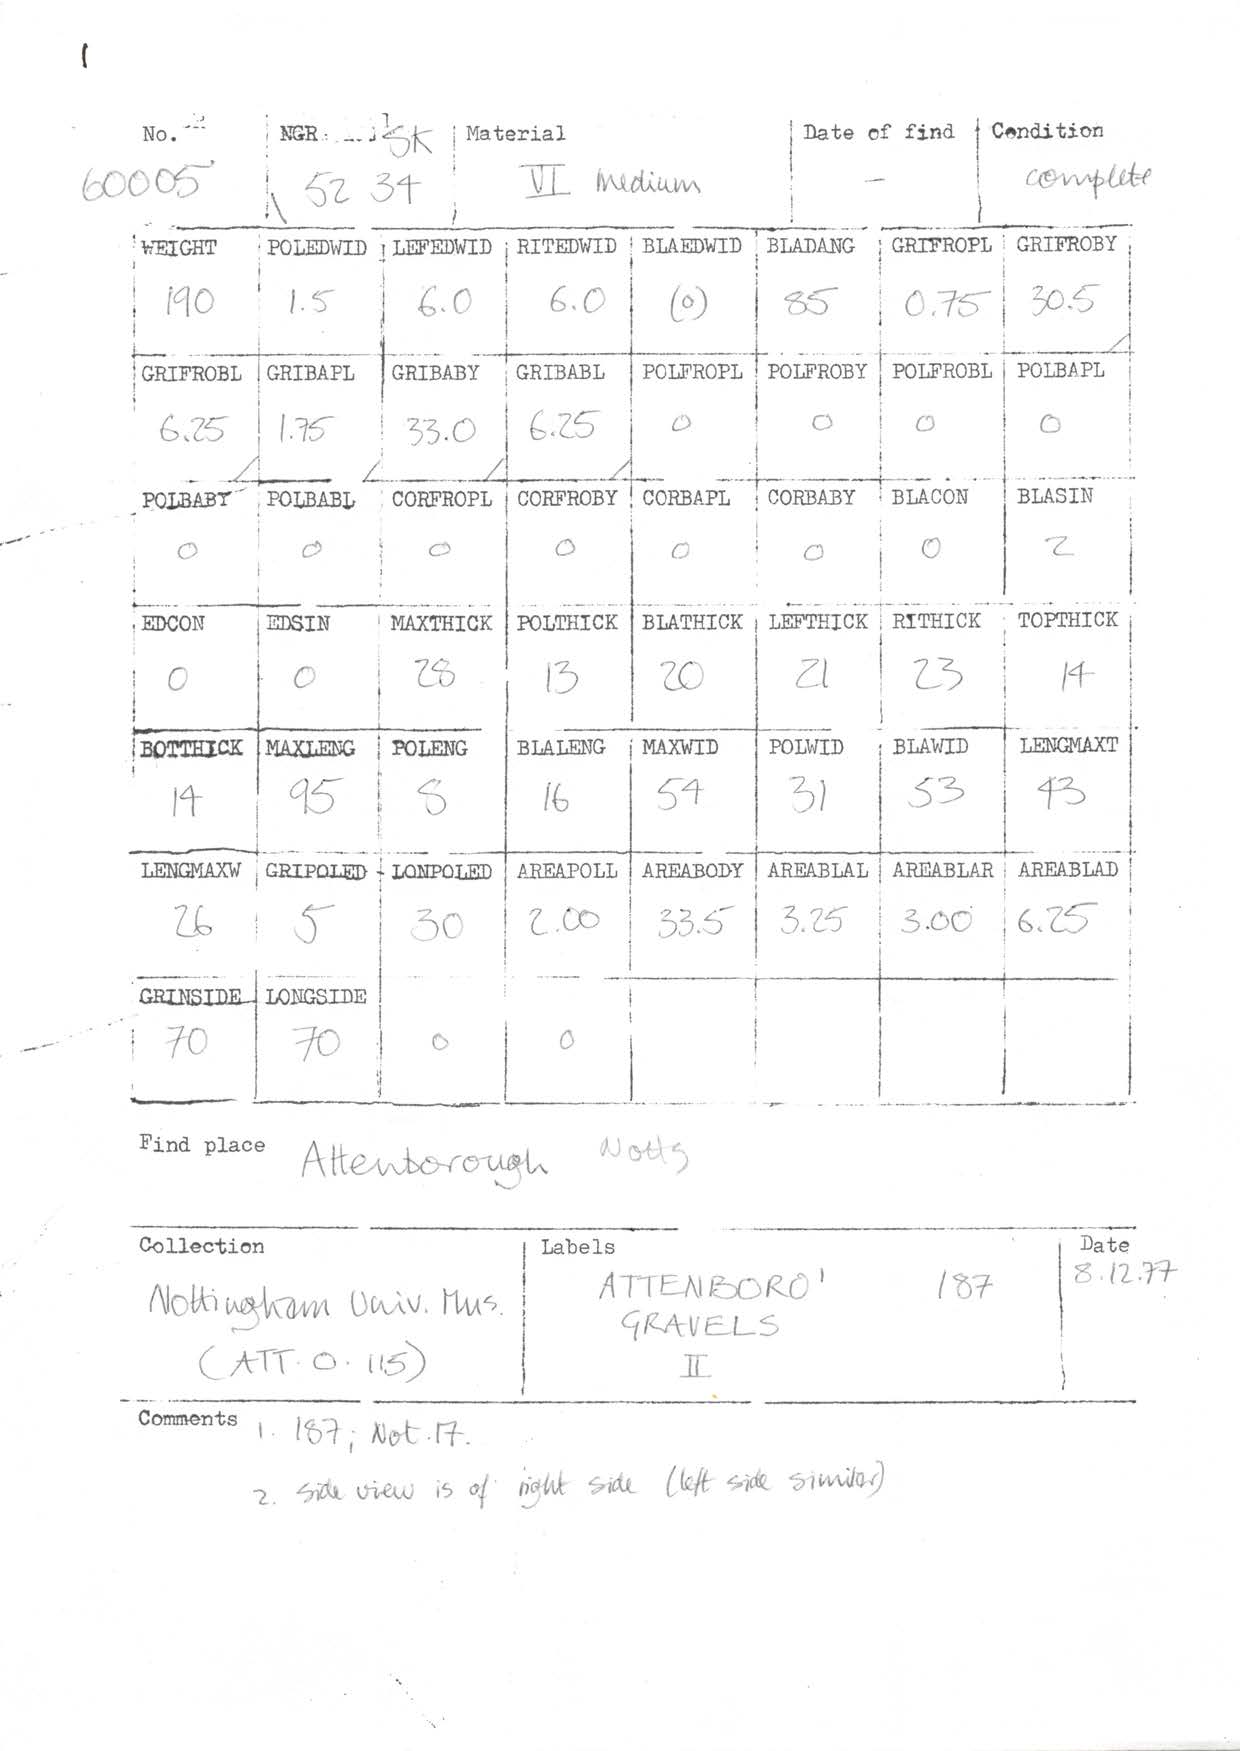 1
No. NGR SK Material Date of find Condition
60005 52 34 VI medium — complete
WEIGHT POLEDWID LEFEDWID RITEDWID BLAEDWID BLADANG GRIFROPL GRIFROBY
190 1.5 6.0 6.0 (0) 85 0.75 30.5
GRIFROBL GRIBAPL GRIBABY GRIBABL POLFROPL POLFROBY POLFROBL POLBAPL
6.25 1.75 33.0 6.25 0 0 0 0
POLBABY POLBABL CORFROPL CORFROBY CORBAPL CORBABY BLACON BLASIN
0 0 0 0 0 0 0 2
EDCON EDSIN MAXTHICK POLTHICK BLATHICK LEFTHICK RITHICK TOPTHICK
0 0 28 13 20 21 23 14
BOTTHICK MAXLENG POLENG BLALENG MAXWID POLWID BLAWID LENGMAXT
14 95 8 16 54 31 53 43
LENGMAXW GRIPOLED LONPOLED AREAPOLL AREABODY AREABLAL AREABLAR AREABLAD
26 5 30 2.00 33.5 3.25 3.00 6.25
GRINSIDE LONGSIDE
70 70 0 0
Find place Attenborough Notts
Collection Labels Date
Nottingham Univ. Mus. ATTENBORO' 187 8.12.77
GRAVELS
(ATT. O. 115) II
Comments 1. 187; Not.17.
2. side view is of right side (left side similar)